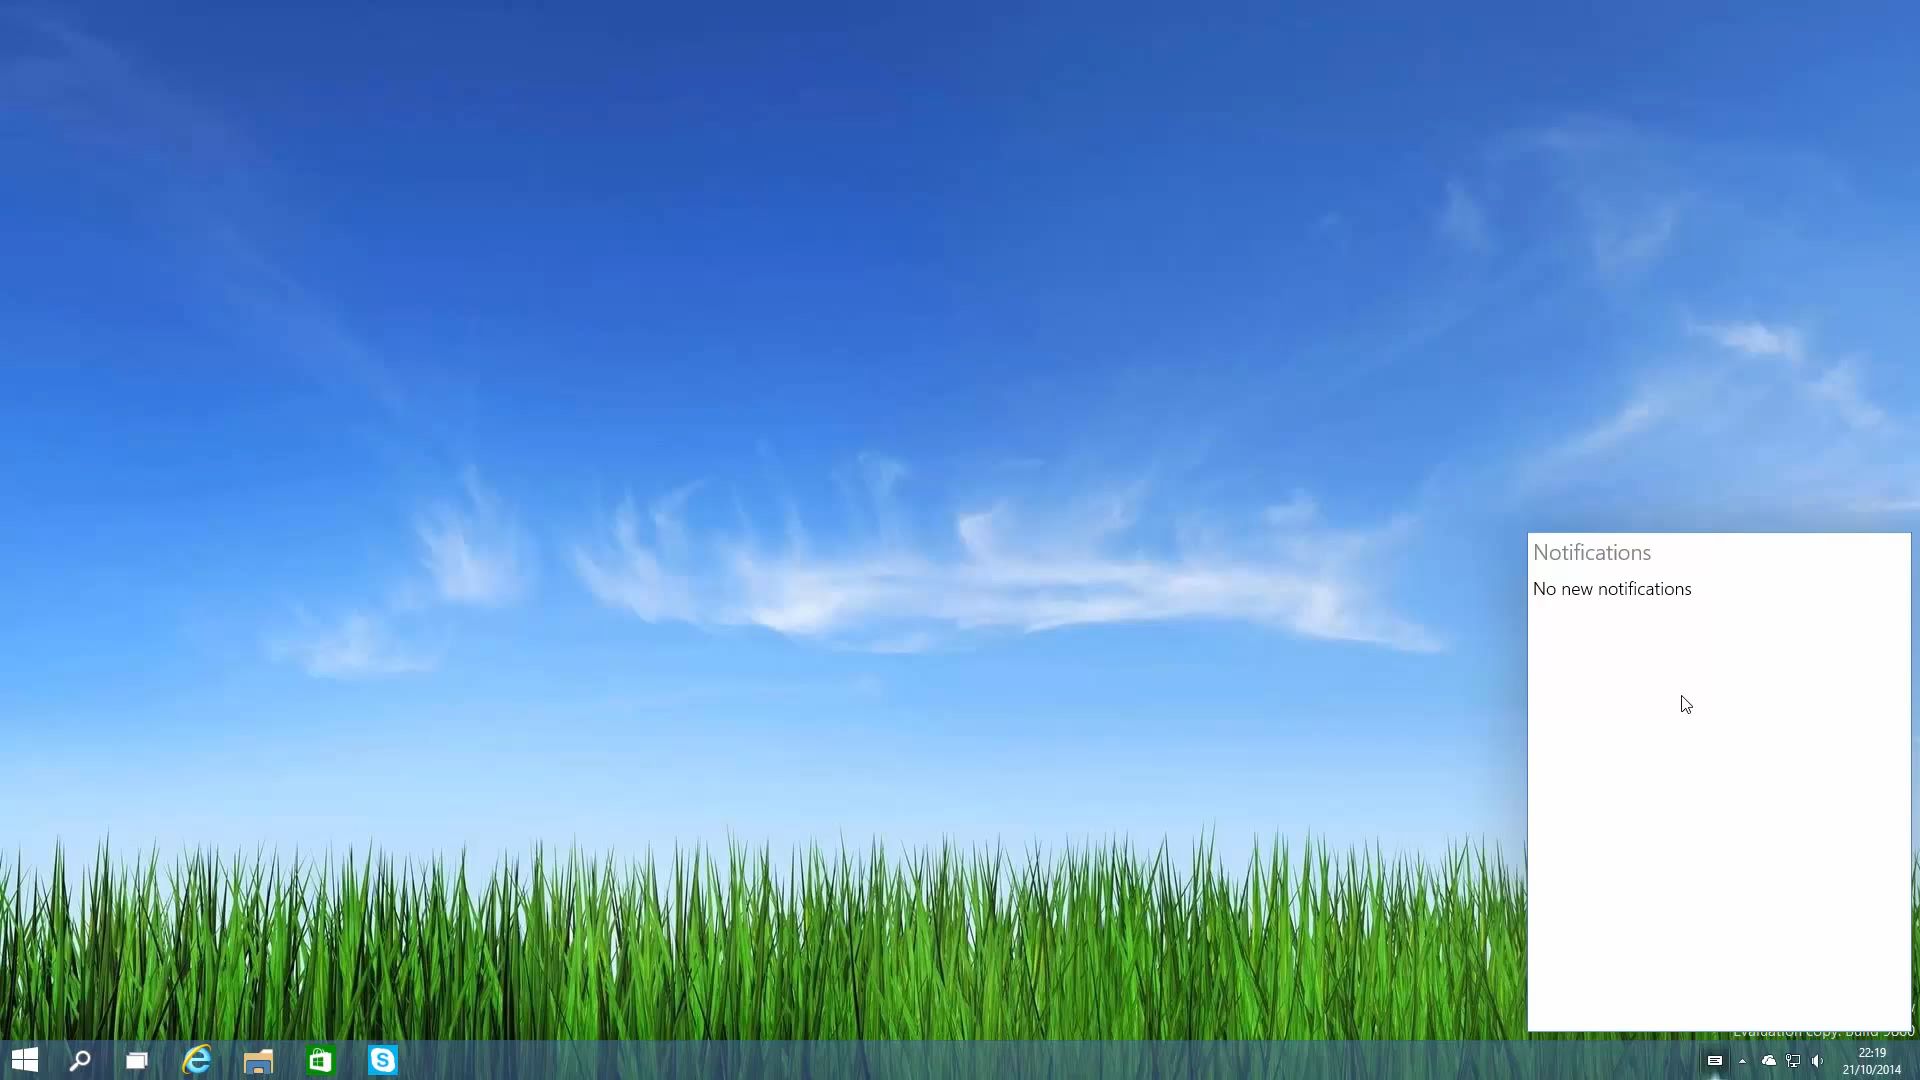 Notifications
No new notifications
Evaluation copy. Build 9860
22:19
21/10/2014